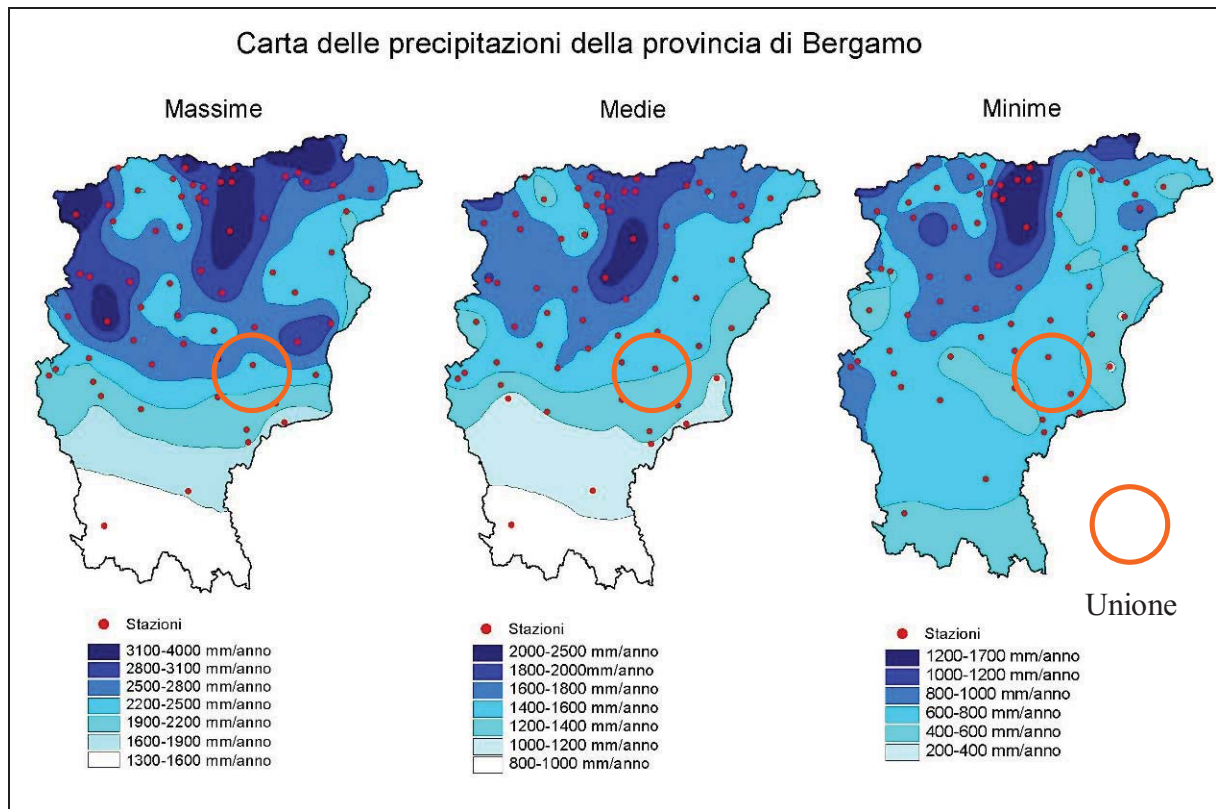 Carta delle precipitazioni della provincia di Bergamo
Massime
Medie
Minime
Stazioni
3100-4000 mm/anno
2800-3100 mm/anno
2500-2800 mm/anno
2200-2500 mm/anno
1900-2200 mm/anno
1600-1900 mm/anno
1300-1600 mm/anno
Stazioni
2000-2500 mm/anno
1800-2000mm/anno
1600-1800 mm/anno
1400-1600 mm/anno
1200-1400 mm/anno
1000-1200 mm/anno
800-1000 mm/anno
Unione
Stazioni
1200-1700 mm/anno
1000-1200 mm/anno
800-1000 mm/anno
600-800 mm/anno
400-600 mm/anno
200-400 mm/anno